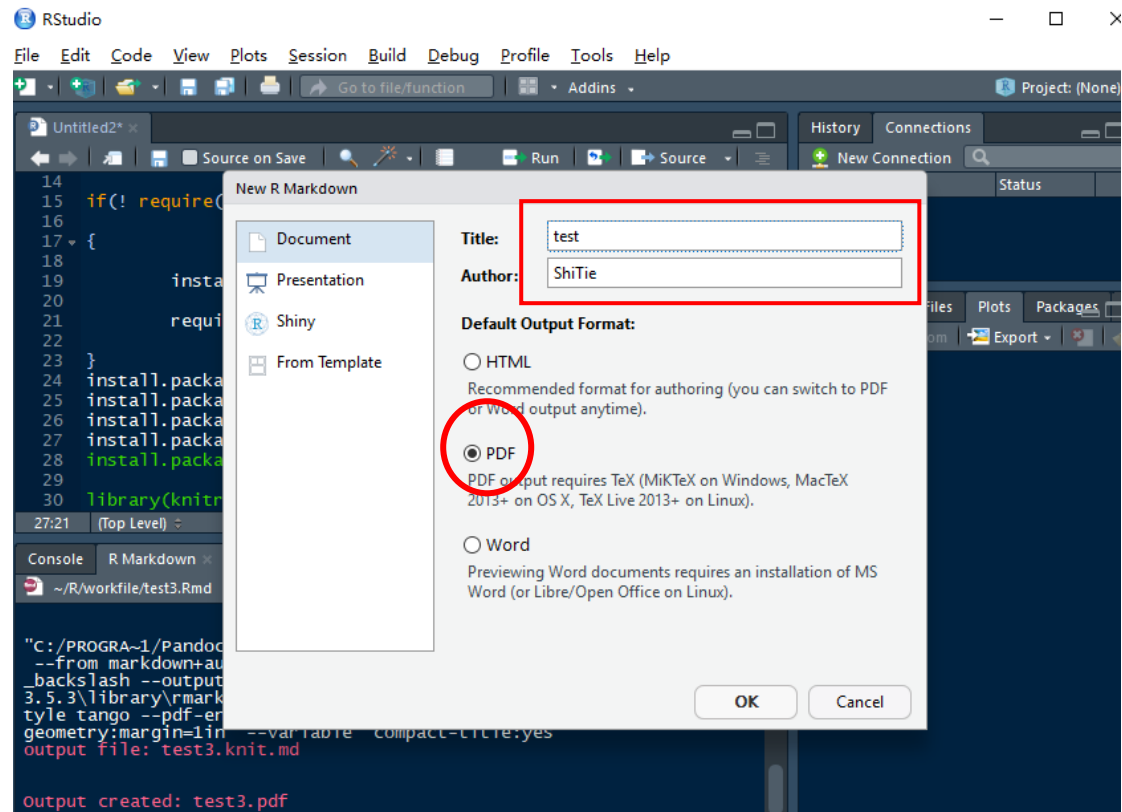 RStudio
File Edit Code View Plots Session Build Debug Profile Tools Help
Go to file/function Addins Project: (None)
Untitled2*
Source on Save Run Source
History Connections
New Connection
Status
14
15 if(! require(
16
17 {
18
19 insta
20
21 requi
22
23 }
24 install.packa
25 install.packa
26 install.packa
27 install.packa
28 install.packa
29
30 library(knitr
27:21 (Top Level)
New R Markdown
Document
Presentation
Shiny
From Template
Title: test
Author: ShiTie
Default Output Format:
HTML
Recommended format for authoring (you can switch to PDF
or Word output anytime).
PDF
PDF output requires TeX (MiKTeX on Windows, MacTeX
2013+ on OS X, TeX Live 2013+ on Linux).
Word
Previewing Word documents requires an installation of MS
Word (or Libre/Open Office on Linux).
OK Cancel
iles Plots Packages
om Export
Console R Markdown
~/R/workfile/test3.Rmd
"C:/PROGRA~1/Pandoc
--from markdown+au
_backslash --output
3.5.3\library\rmark
tyle tango --pdf-en
geometry:margin=1in" --variable "compact-title:yes
output file: test3.knit.md
Output created: test3.pdf